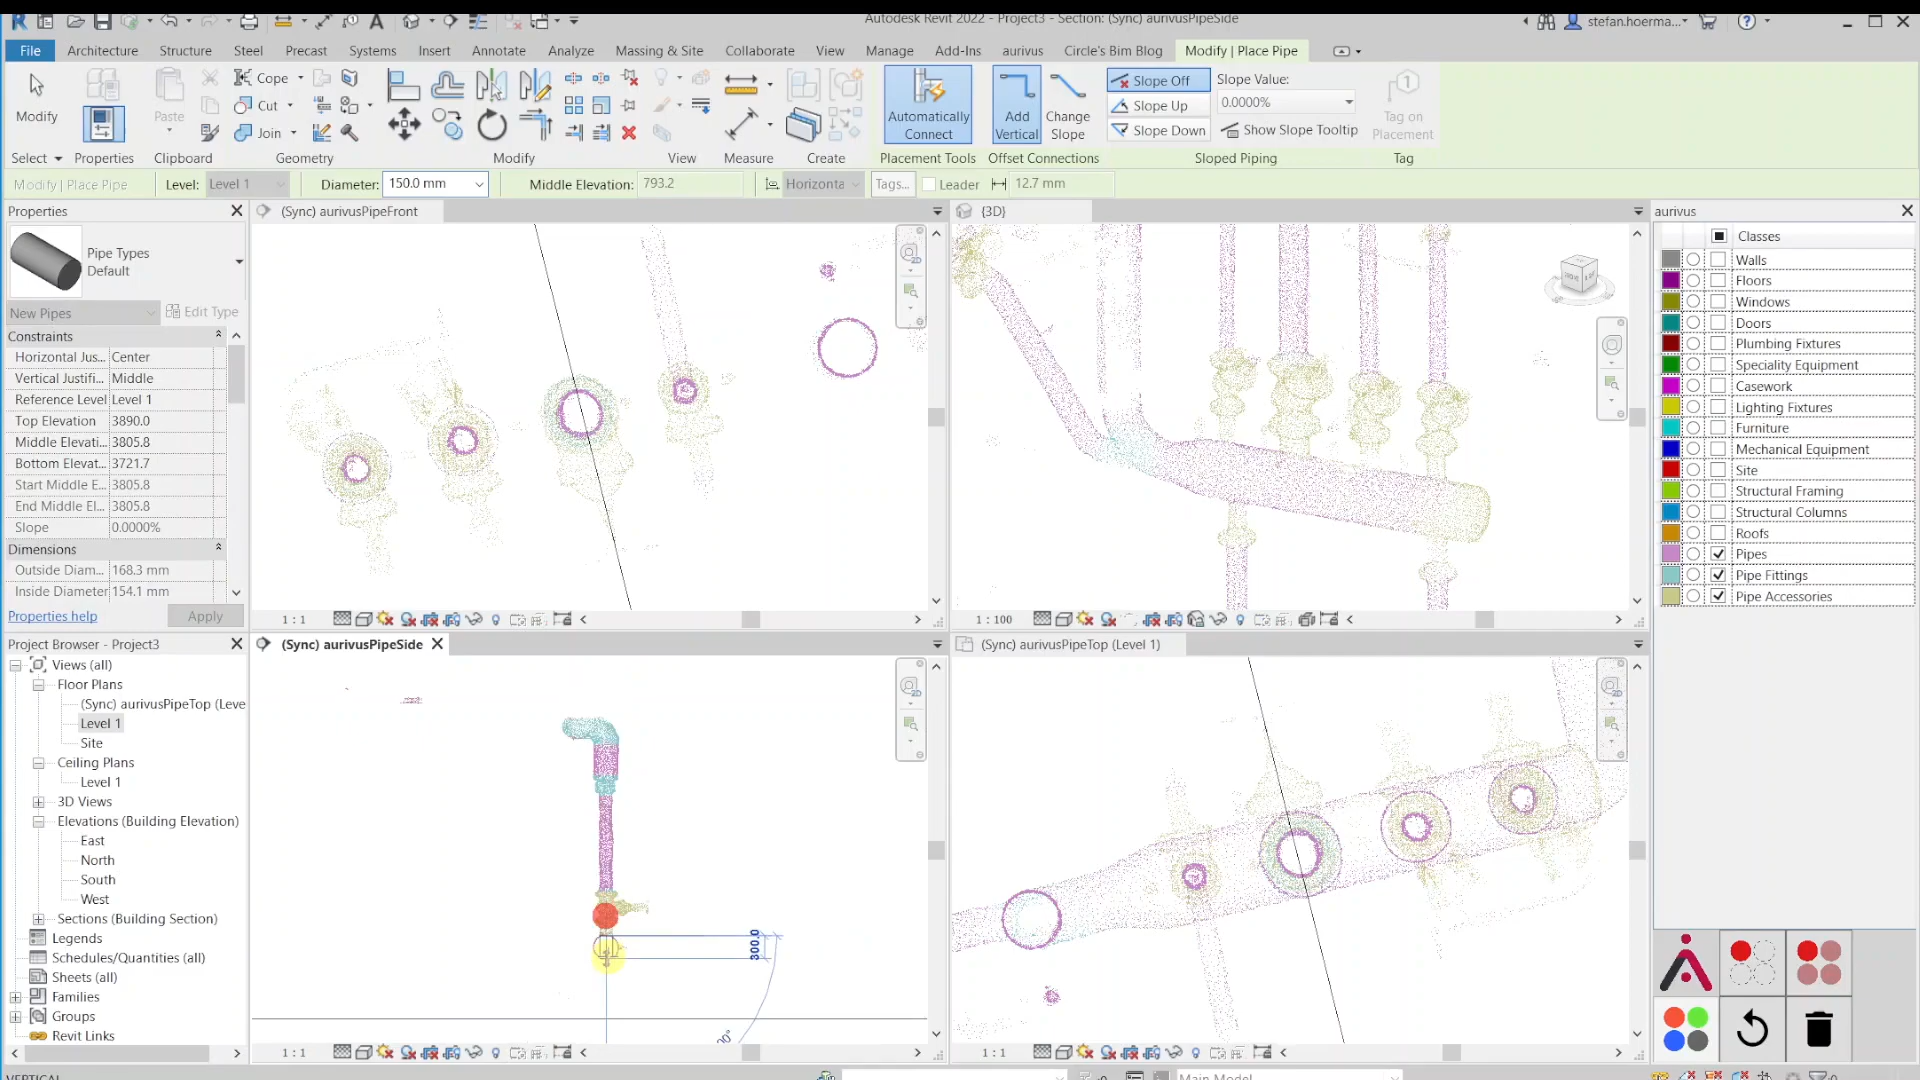 Autodesk Revit 2022 - Project3 - Section: (Sync) aurivusPipeSide
stefan.hoerma...
File Architecture Structure Steel Precast Systems Insert Annotate Analyze Massing & Site Collaborate View Manage Add-Ins aurivus Circle's Bim Blog Modify | Place Pipe
Modify
Paste
Cope
Cut
Join
Automatically
Connect
Add
Vertical
Change
Slope
Slope Off
Slope Up
Slope Down
Slope Value:
0.0000%
Show Slope Tooltip
Tag on
Placement
Select Properties Clipboard Geometry Modify View Measure Create Placement Tools Offset Connections Sloped Piping Tag
Modify | Place Pipe Level: Level 1 Diameter: 150.0 mm Middle Elevation: 793.2 Horizonta Tags... Leader 12.7 mm
Properties
Pipe Types
Default
New Pipes Edit Type
Constraints
Horizontal Jus... Center
Vertical Justifi... Middle
Reference Level Level 1
Top Elevation 3890.0
Middle Elevati... 3805.8
Bottom Elevat... 3721.7
Start Middle E... 3805.8
End Middle El... 3805.8
Slope 0.0000%
Dimensions
Outside Diam... 168.3 mm
Inside Diameter 154.1 mm
Properties help Apply
Project Browser - Project3
Views (all)
Floor Plans
(Sync) aurivusPipeTop (Leve
Level 1
Site
Ceiling Plans
Level 1
3D Views
Elevations (Building Elevation)
East
North
South
West
Sections (Building Section)
Legends
Schedules/Quantities (all)
Sheets (all)
Families
Groups
Revit Links
VERTICAL
(Sync) aurivusPipeFront
1 : 1
{3D}
1 : 100
(Sync) aurivusPipeSide
300.0
1 : 1
(Sync) aurivusPipeTop (Level 1)
1 : 1
Main Model
aurivus
Classes
Walls
Floors
Windows
Doors
Plumbing Fixtures
Speciality Equipment
Casework
Lighting Fixtures
Furniture
Mechanical Equipment
Site
Structural Framing
Structural Columns
Roofs
Pipes
Pipe Fittings
Pipe Accessories